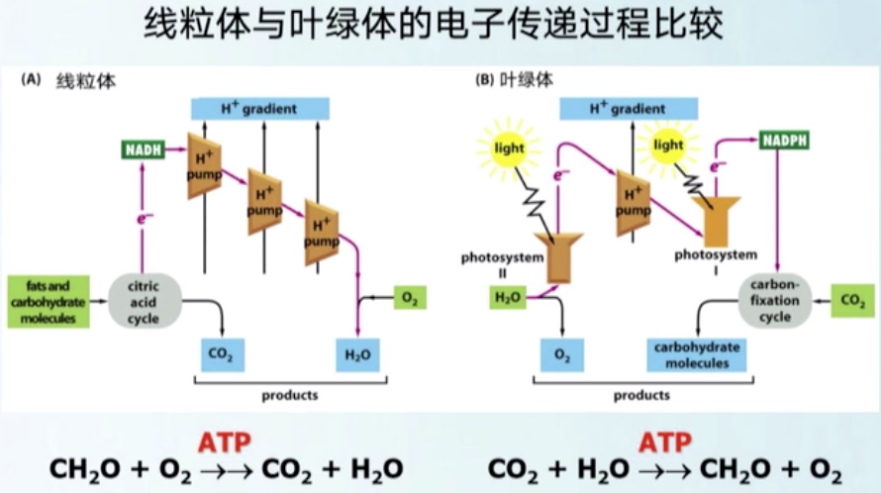 线粒体与叶绿体的电子传递过程比较
(A) 线粒体
H⁺ gradient
NADH
H⁺
pump
H⁺
pump
H⁺
pump
e⁻
fats and
carbohydrate
molecules
citric
acid
cycle
O₂
CO₂
H₂O
products
(B) 叶绿体
H⁺ gradient
light
light
NADPH
e⁻
e⁻
H⁺
pump
photosystem
II
photosystem
I
H₂O
carbon-
fixation
cycle
CO₂
O₂
carbohydrate
molecules
products
ATP
CH₂O + O₂ →→ CO₂ + H₂O
ATP
CO₂ + H₂O →→ CH₂O + O₂